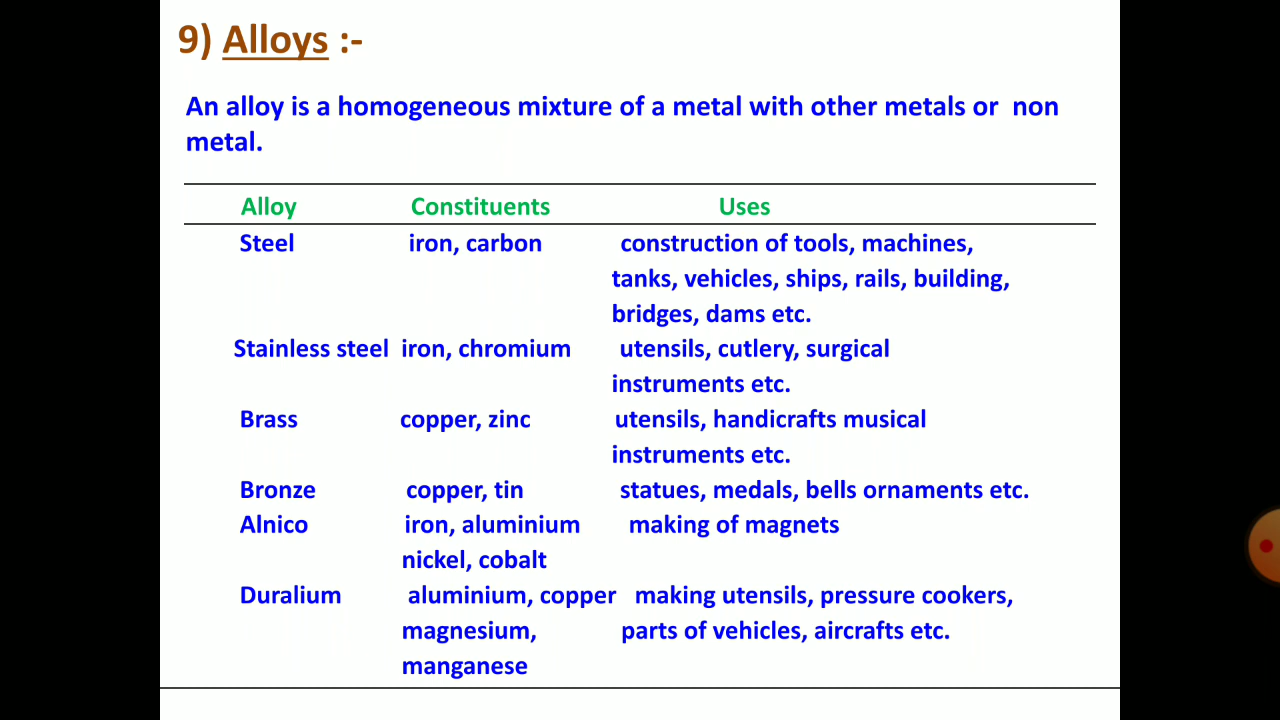 9) Alloys :-
An alloy is a homogeneous mixture of a metal with other metals or non
metal.
Alloy Constituents Uses
Steel iron, carbon construction of tools, machines,
tanks, vehicles, ships, rails, building,
bridges, dams etc.
Stainless steel iron, chromium utensils, cutlery, surgical
instruments etc.
Brass copper, zinc utensils, handicrafts musical
instruments etc.
Bronze copper, tin statues, medals, bells ornaments etc.
Alnico iron, aluminium making of magnets
nickel, cobalt
Duralium aluminium, copper making utensils, pressure cookers,
magnesium, parts of vehicles, aircrafts etc.
manganese